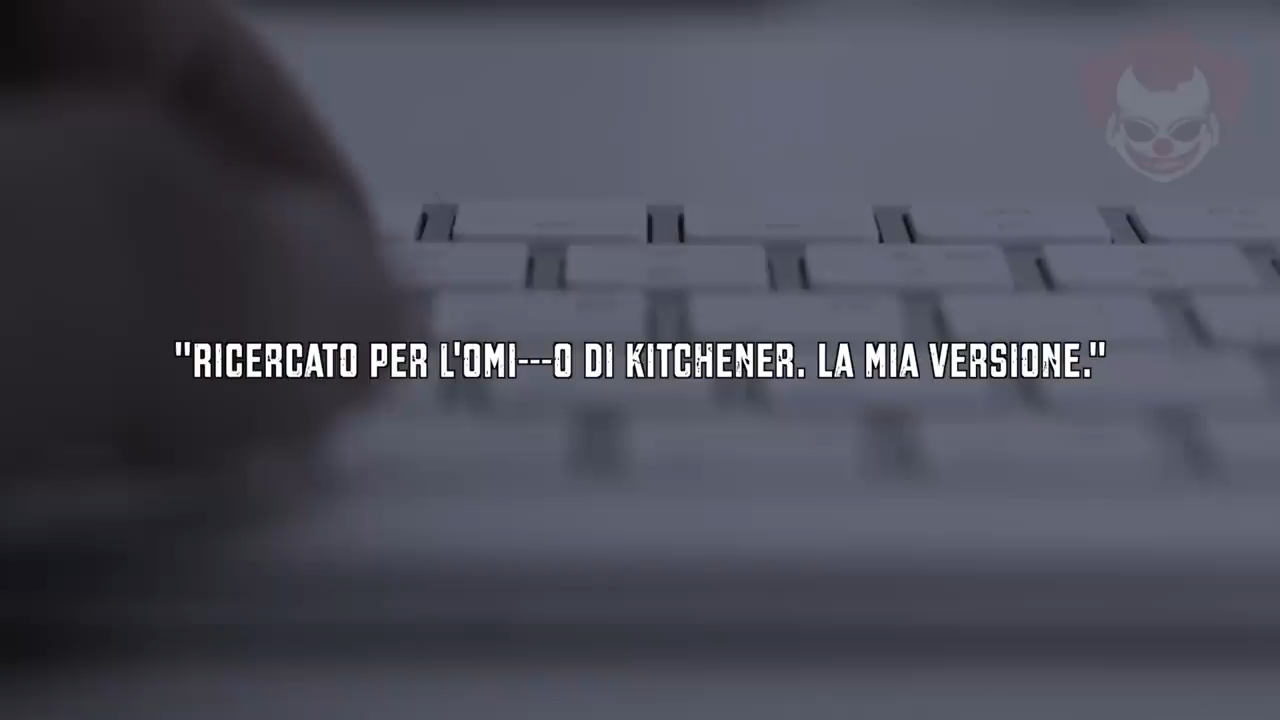 "RICERCATO PER L'OMI---O DI KITCHENER. LA MIA VERSIONE."